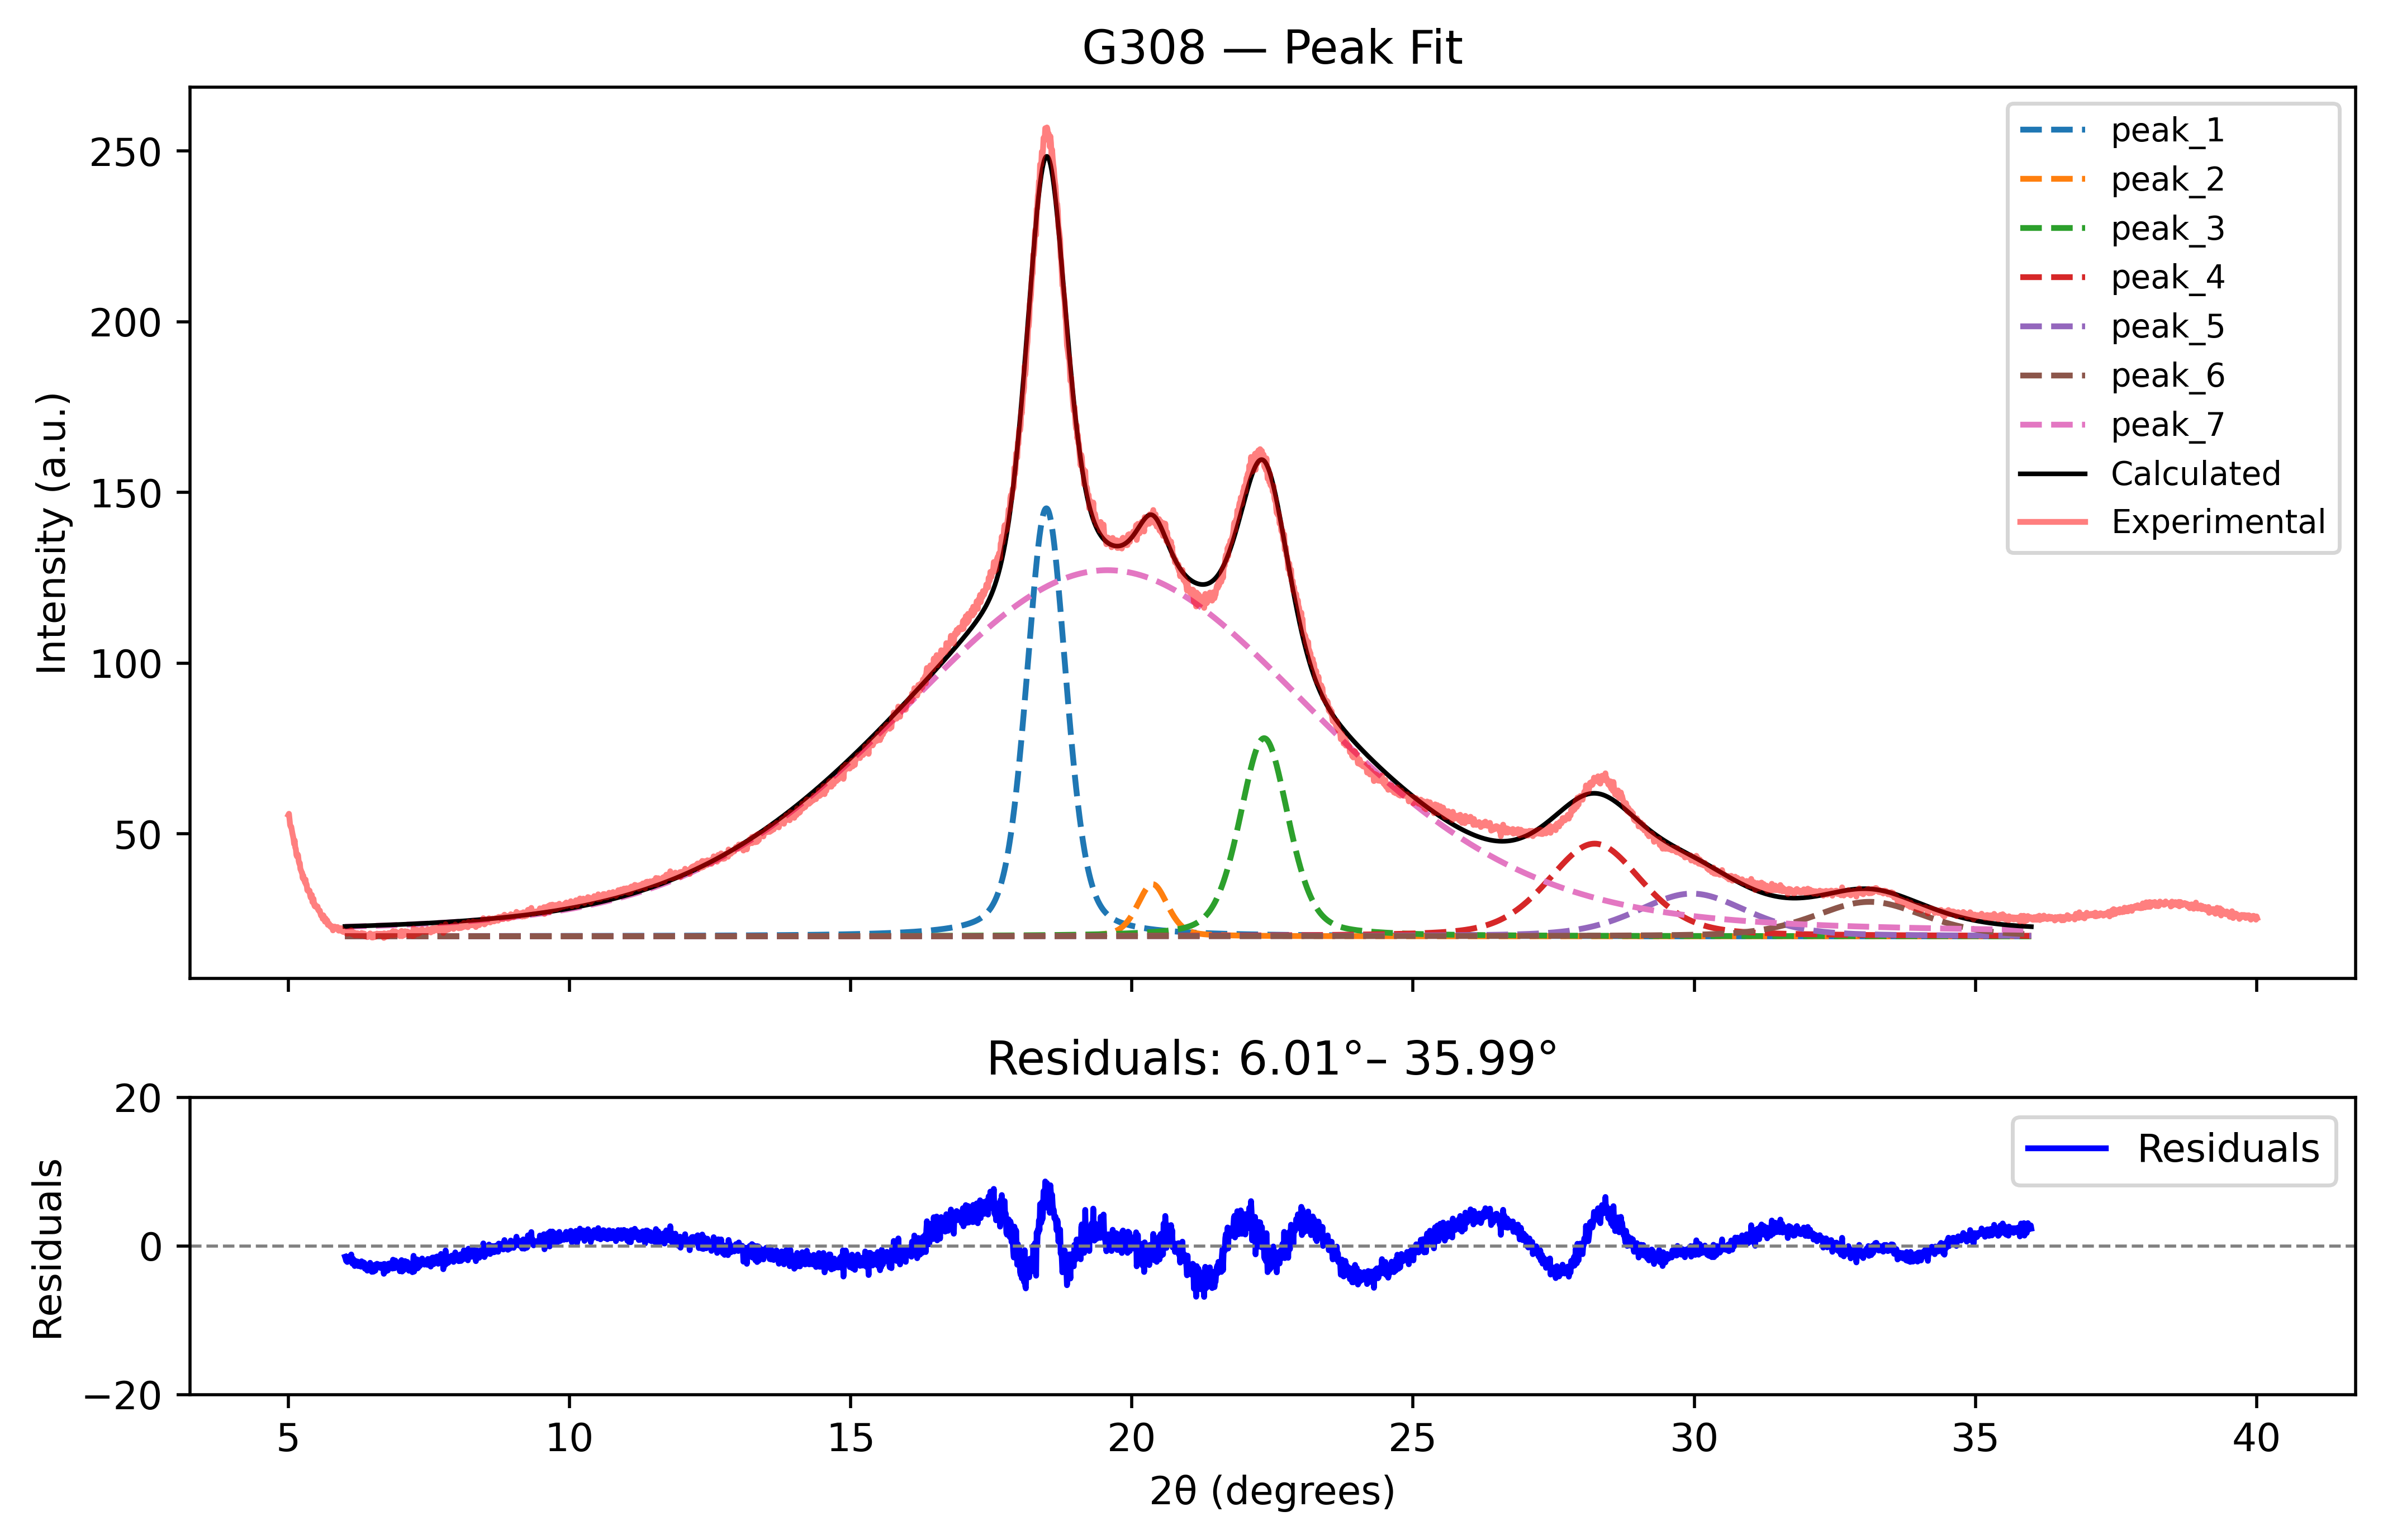 G308 — Peak Fit
Intensity (a.u.)
250
200
150
100
50
peak_1
peak_2
peak_3
peak_4
peak_5
peak_6
peak_7
Calculated
Experimental
Residuals: 6.01°– 35.99°
Residuals
20
0
−20
Residuals
5 10 15 20 25 30 35 40
2θ (degrees)